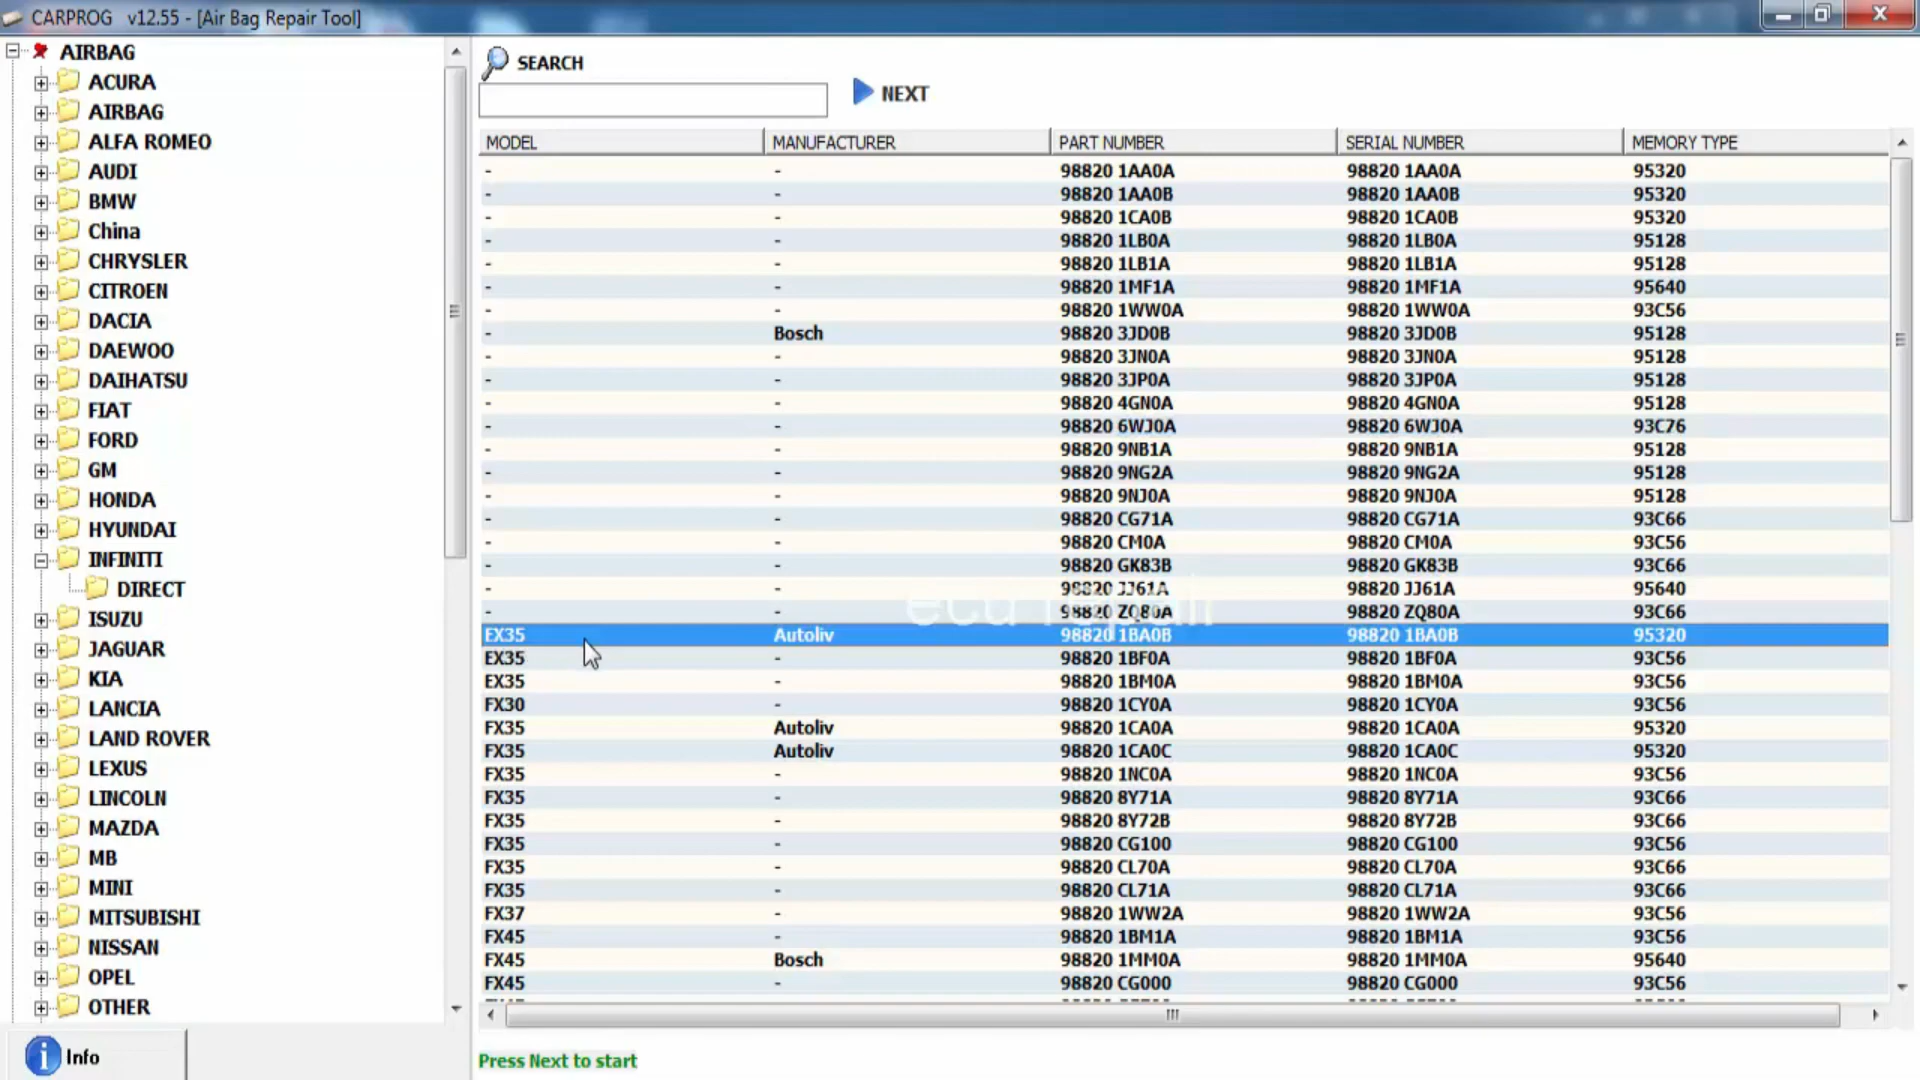 CARPROG v12.55 - [Air Bag Repair Tool]
AIRBAG
ACURA
AIRBAG
ALFA ROMEO
AUDI
BMW
China
CHRYSLER
CITROEN
DACIA
DAEWOO
DAIHATSU
FIAT
FORD
GM
HONDA
HYUNDAI
INFINITI
DIRECT
ISUZU
JAGUAR
KIA
LANCIA
LAND ROVER
LEXUS
LINCOLN
MAZDA
MB
MINI
MITSUBISHI
NISSAN
OPEL
OTHER
Info
SEARCH
NEXT
MODEL MANUFACTURER PART NUMBER SERIAL NUMBER MEMORY TYPE
- - 98820 1AA0A 98820 1AA0A 95320
- - 98820 1AA0B 98820 1AA0B 95320
- - 98820 1CA0B 98820 1CA0B 95320
- - 98820 1LB0A 98820 1LB0A 95128
- - 98820 1LB1A 98820 1LB1A 95128
- - 98820 1MF1A 98820 1MF1A 95640
- - 98820 1WW0A 98820 1WW0A 93C56
- Bosch 98820 3JD0B 98820 3JD0B 95128
- - 98820 3JN0A 98820 3JN0A 95128
- - 98820 3JP0A 98820 3JP0A 95128
- - 98820 4GN0A 98820 4GN0A 95128
- - 98820 6WJ0A 98820 6WJ0A 93C76
- - 98820 9NB1A 98820 9NB1A 95128
- - 98820 9NG2A 98820 9NG2A 95128
- - 98820 9NJ0A 98820 9NJ0A 95128
- - 98820 CG71A 98820 CG71A 93C66
- - 98820 CM0A 98820 CM0A 93C56
- - 98820 GK83B 98820 GK83B 93C66
- - 98820 JJ61A 98820 JJ61A 95640
- - 98820 ZQ80A 98820 ZQ80A 93C66
ecu repair
EX35 Autoliv 98820 1BA0B 98820 1BA0B 95320
EX35 - 98820 1BF0A 98820 1BF0A 93C56
EX35 - 98820 1BM0A 98820 1BM0A 93C56
FX30 - 98820 1CY0A 98820 1CY0A 93C56
FX35 Autoliv 98820 1CA0A 98820 1CA0A 95320
FX35 Autoliv 98820 1CA0C 98820 1CA0C 95320
FX35 - 98820 1NC0A 98820 1NC0A 93C56
FX35 - 98820 8Y71A 98820 8Y71A 93C66
FX35 - 98820 8Y72B 98820 8Y72B 93C66
FX35 - 98820 CG100 98820 CG100 93C56
FX35 - 98820 CL70A 98820 CL70A 93C66
FX35 - 98820 CL71A 98820 CL71A 93C66
FX37 - 98820 1WW2A 98820 1WW2A 93C56
FX45 - 98820 1BM1A 98820 1BM1A 93C56
FX45 Bosch 98820 1MM0A 98820 1MM0A 95640
FX45 - 98820 CG000 98820 CG000 93C56
Press Next to start